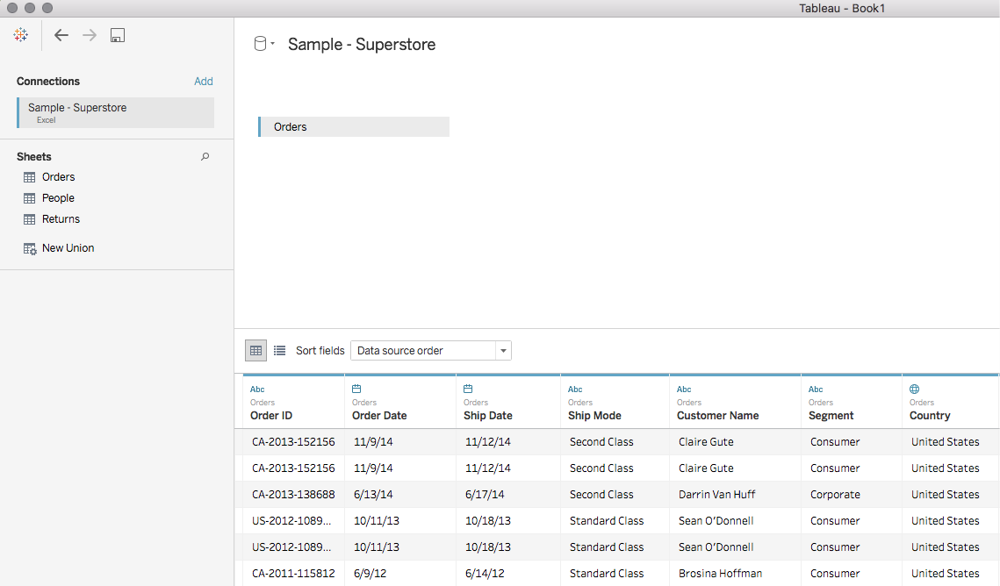 Tableau - Book1
Sample - Superstore
Connections Add
Sample - Superstore
Excel
Orders
Sheets
Orders
People
Returns
New Union
Sort fields Data source order
Abc Abc Abc Abc
Orders Orders Orders Orders Orders Orders Orders
Order ID Order Date Ship Date Ship Mode Customer Name Segment Country
CA-2013-152156 11/9/14 11/12/14 Second Class Claire Gute Consumer United States
CA-2013-152156 11/9/14 11/12/14 Second Class Claire Gute Consumer United States
CA-2013-138688 6/13/14 6/17/14 Second Class Darrin Van Huff Corporate United States
US-2012-1089... 10/11/13 10/18/13 Standard Class Sean O'Donnell Consumer United States
US-2012-1089... 10/11/13 10/18/13 Standard Class Sean O'Donnell Consumer United States
CA-2011-115812 6/9/12 6/14/12 Standard Class Brosina Hoffman Consumer United States